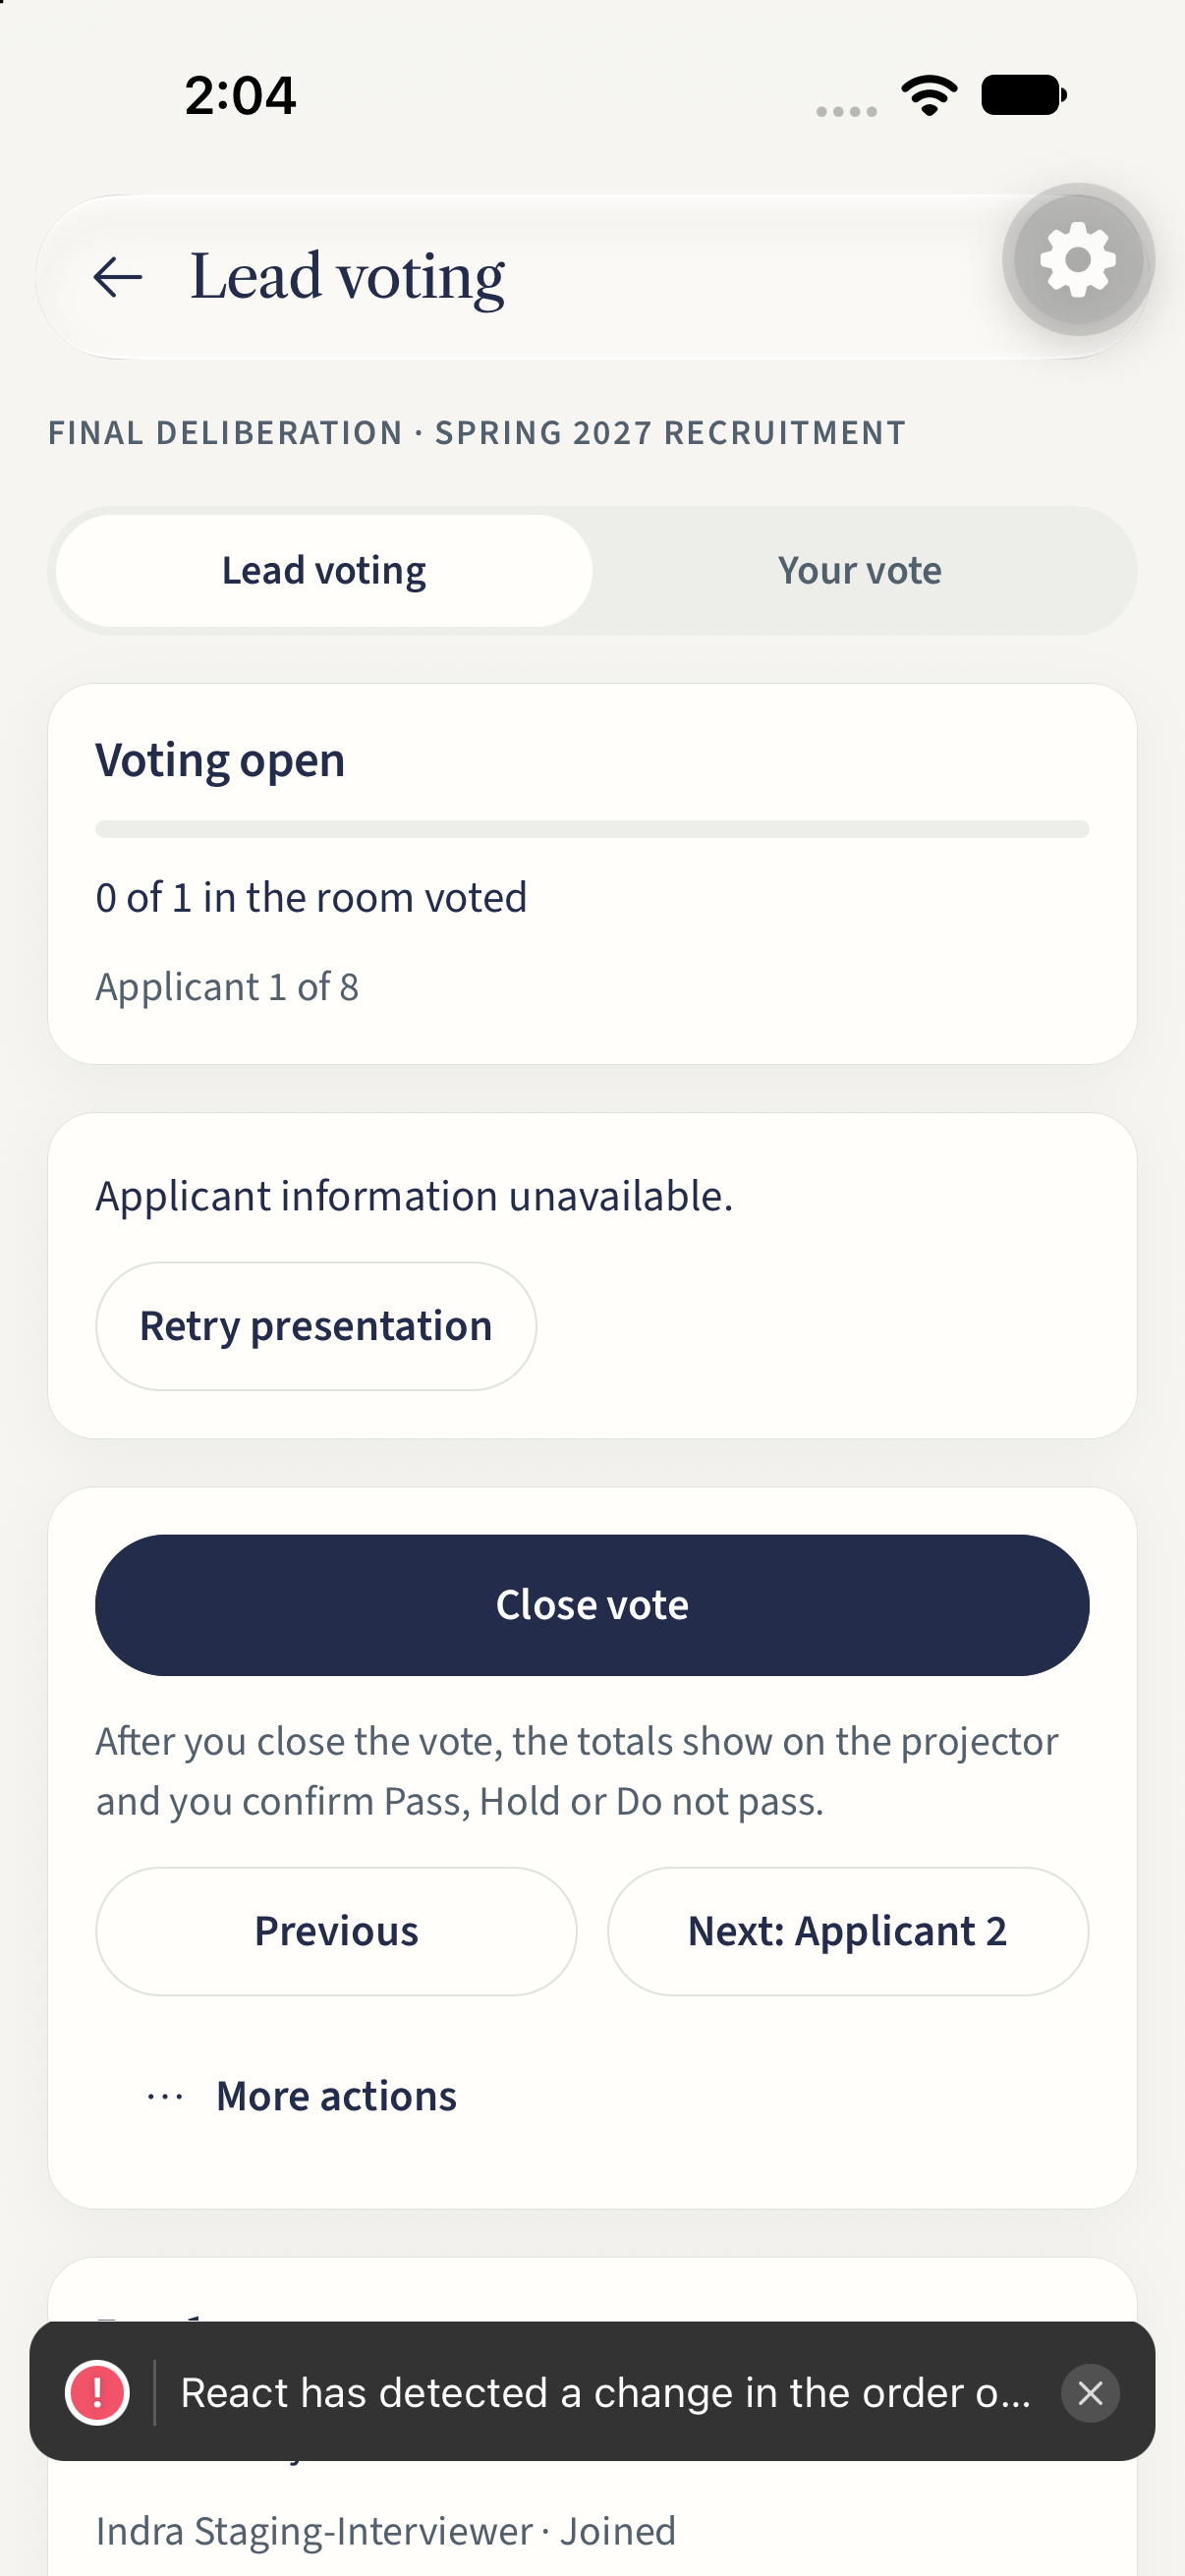 2:04
Lead voting
FINAL DELIBERATION · SPRING 2027 RECRUITMENT
Lead voting
Your vote
Voting open
0 of 1 in the room voted
Applicant 1 of 8
Applicant information unavailable.
Retry presentation
Close vote
After you close the vote, the totals show on the projector
and you confirm Pass, Hold or Do not pass.
Previous
Next: Applicant 2
··· More actions
! React has detected a change in the order o...
Indra Staging-Interviewer · Joined